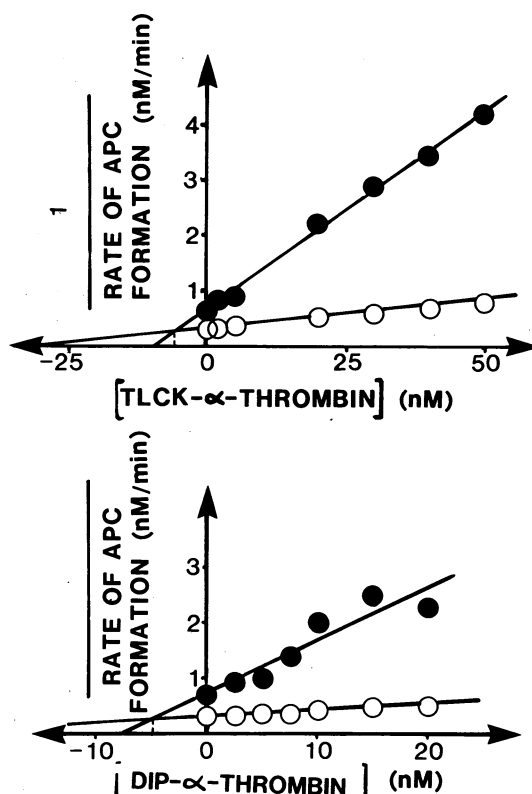 1
RATE OF APC
FORMATION (nM/min)
4
3
2
1
-25
0
25
50
[TLCK-α-THROMBIN] (nM)
RATE OF APC
FORMATION (nM/min)
3
2
1
-10
0
10
20
[DIP-α-THROMBIN] (nM)